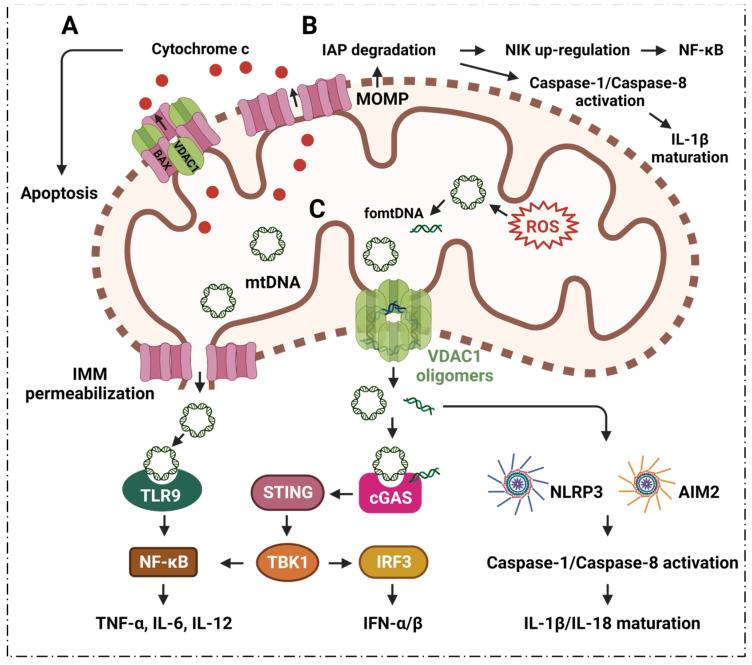 A
B
Cytochrome c
IAP degradation
NIK up-regulation
NF-κB
MOMP
Caspase-1/Caspase-8
activation
BAX
VDAC1
IL-1β
maturation
Apoptosis
C
fomtDNA
ROS
mtDNA
IMM
permeabilization
VDAC1
oligomers
TLR9
STING
cGAS
NLRP3
AIM2
NF-κB
TBK1
IRF3
Caspase-1/Caspase-8 activation
TNF-α, IL-6, IL-12
IFN-α/β
IL-1β/IL-18 maturation